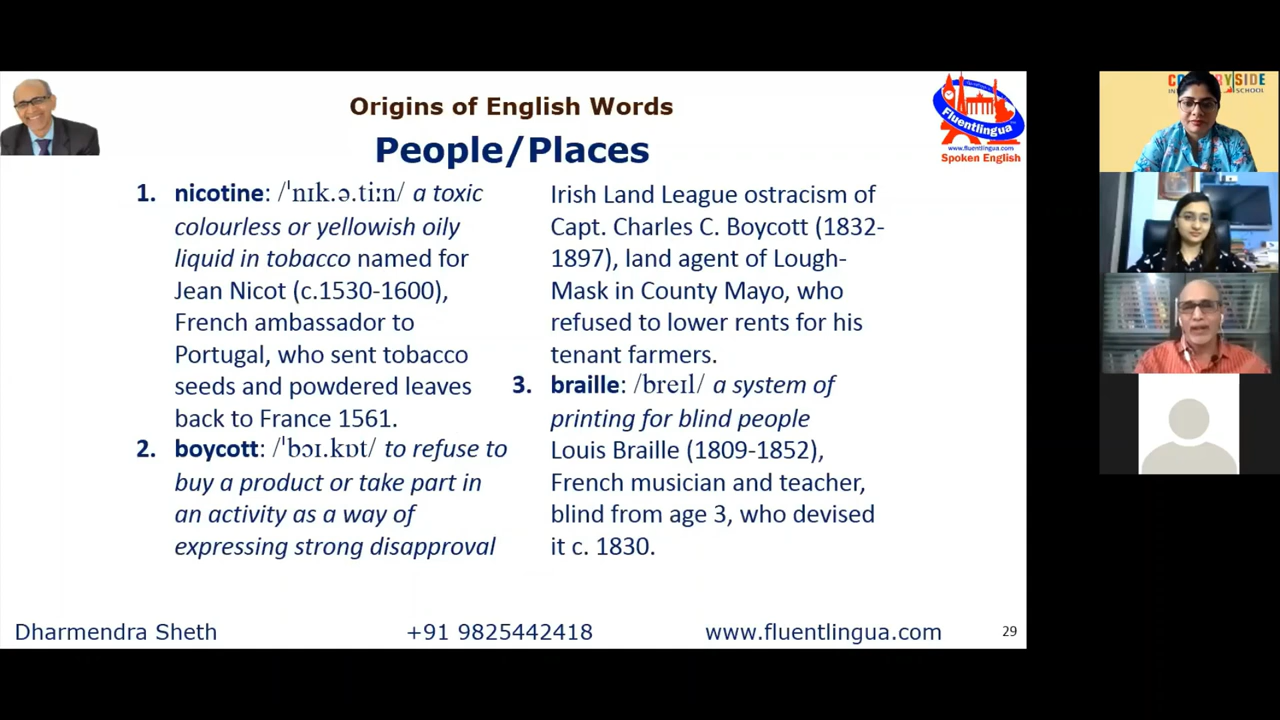 Origins of English Words
People/Places
1. nicotine: /ˈnɪk.ə.tiːn/ a toxic
colourless or yellowish oily
liquid in tobacco named for
Jean Nicot (c.1530-1600),
French ambassador to
Portugal, who sent tobacco
seeds and powdered leaves
back to France 1561.
2. boycott: /ˈbɔɪ.kɒt/ to refuse to
buy a product or take part in
an activity as a way of
expressing strong disapproval
Irish Land League ostracism of
Capt. Charles C. Boycott (1832-
1897), land agent of Lough-
Mask in County Mayo, who
refused to lower rents for his
tenant farmers.
3. braille: /breɪl/ a system of
printing for blind people
Louis Braille (1809-1852),
French musician and teacher,
blind from age 3, who devised
it c. 1830.
Fluentlingua
www.fluentlingua.com
Spoken English
Dharmendra Sheth
+91 9825442418
www.fluentlingua.com
29
SCHOOL